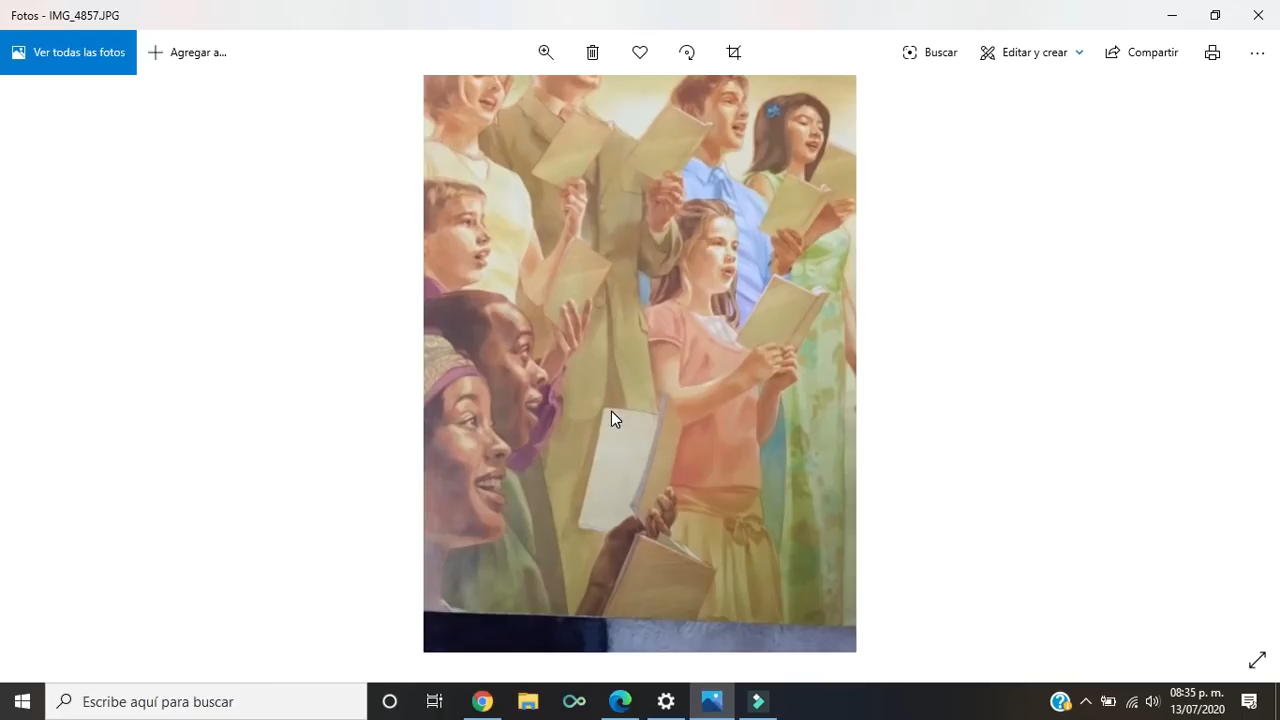 Fotos - IMG_4857.JPG
Ver todas las fotos
Agregar a...
Buscar
Editar y crear
Compartir
Escribe aquí para buscar
08:35 p. m.
13/07/2020